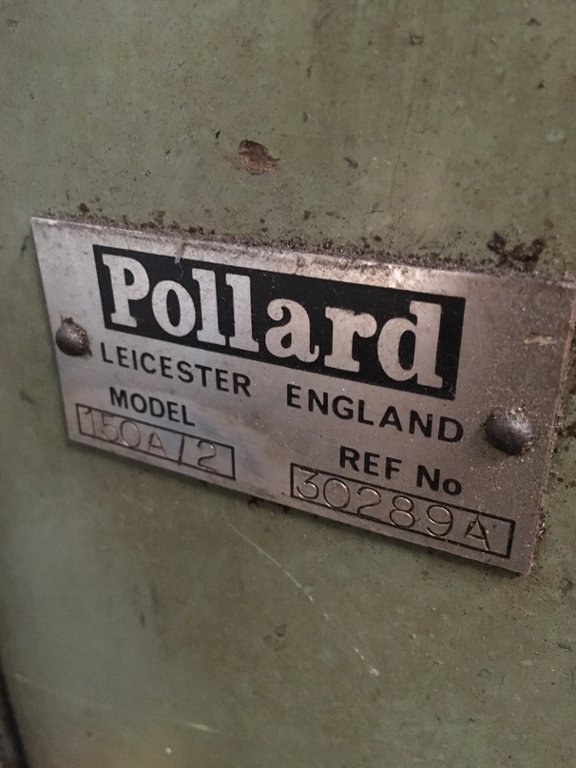 Pollard
LEICESTER ENGLAND
MODEL
150A/2
REF No
30289A